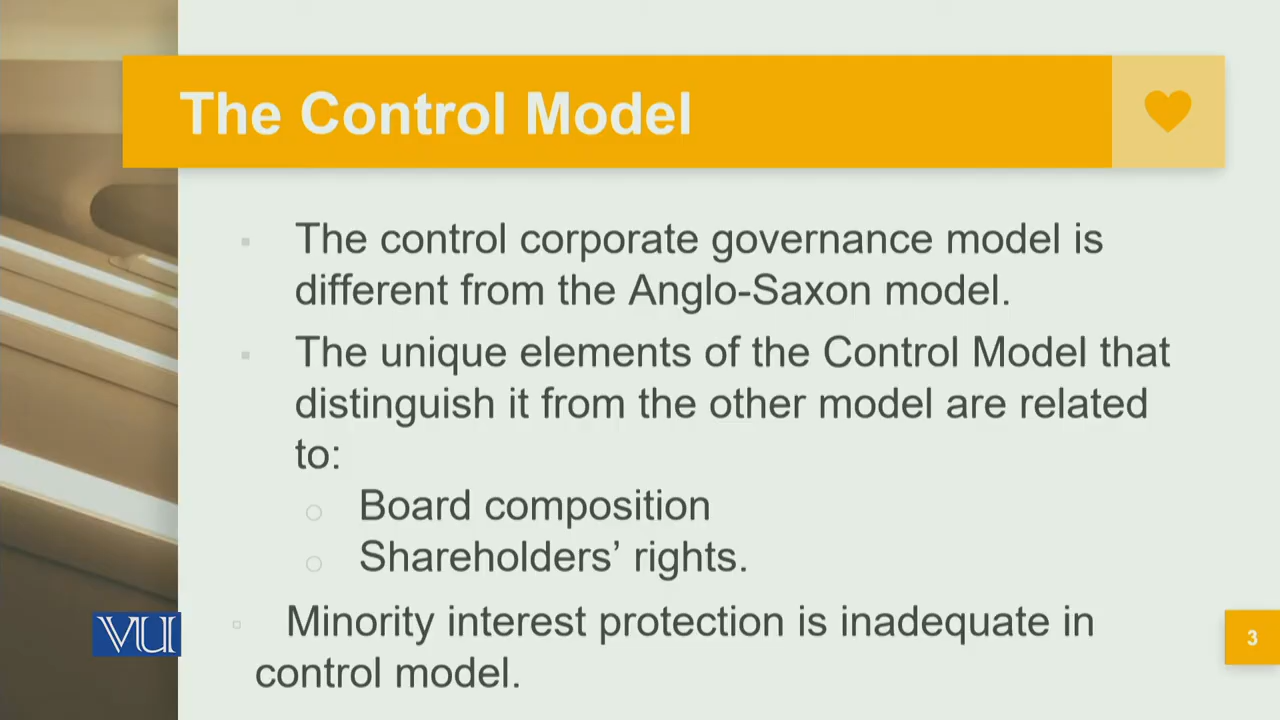 The Control Model
The control corporate governance model is
different from the Anglo-Saxon model.
The unique elements of the Control Model that
distinguish it from the other model are related
to:
Board composition
Shareholders’ rights.
Minority interest protection is inadequate in
control model.
VU
3